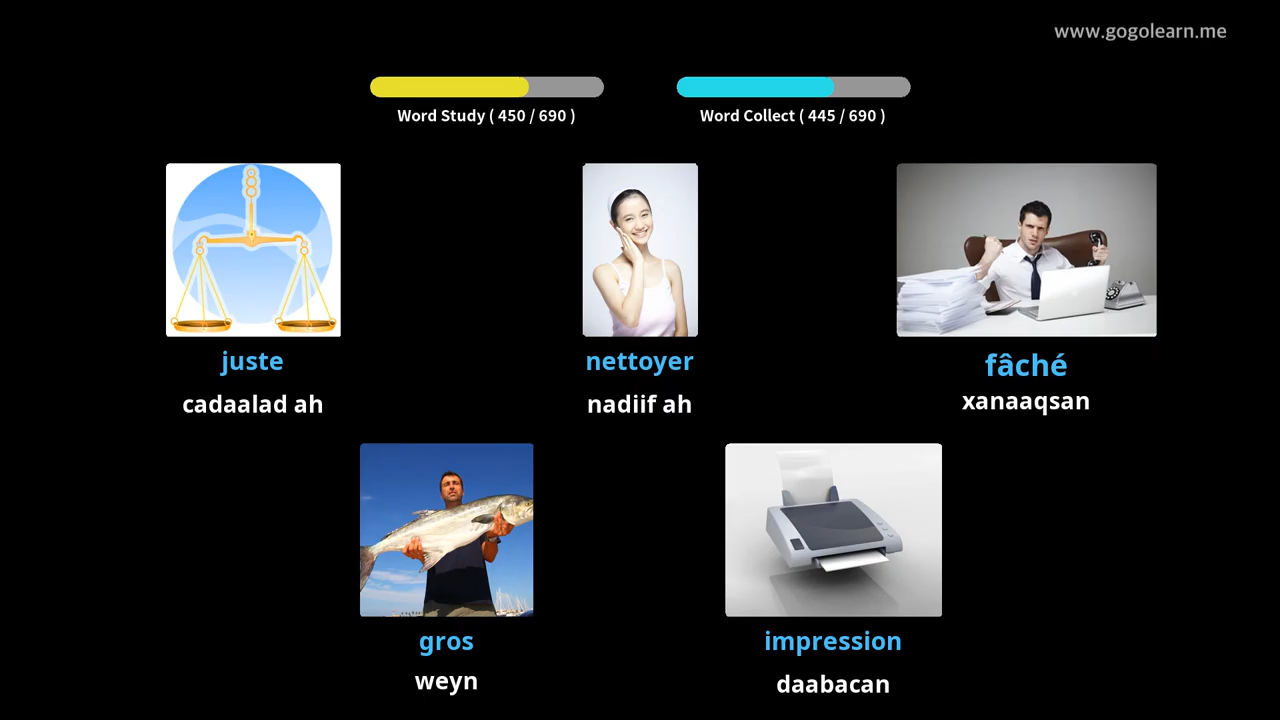 www.gogolearn.me
Word Study ( 450 / 690 )
Word Collect ( 445 / 690 )
juste
cadaalad ah
nettoyer
nadiif ah
fâché
xanaaqsan
gros
weyn
impression
daabacan